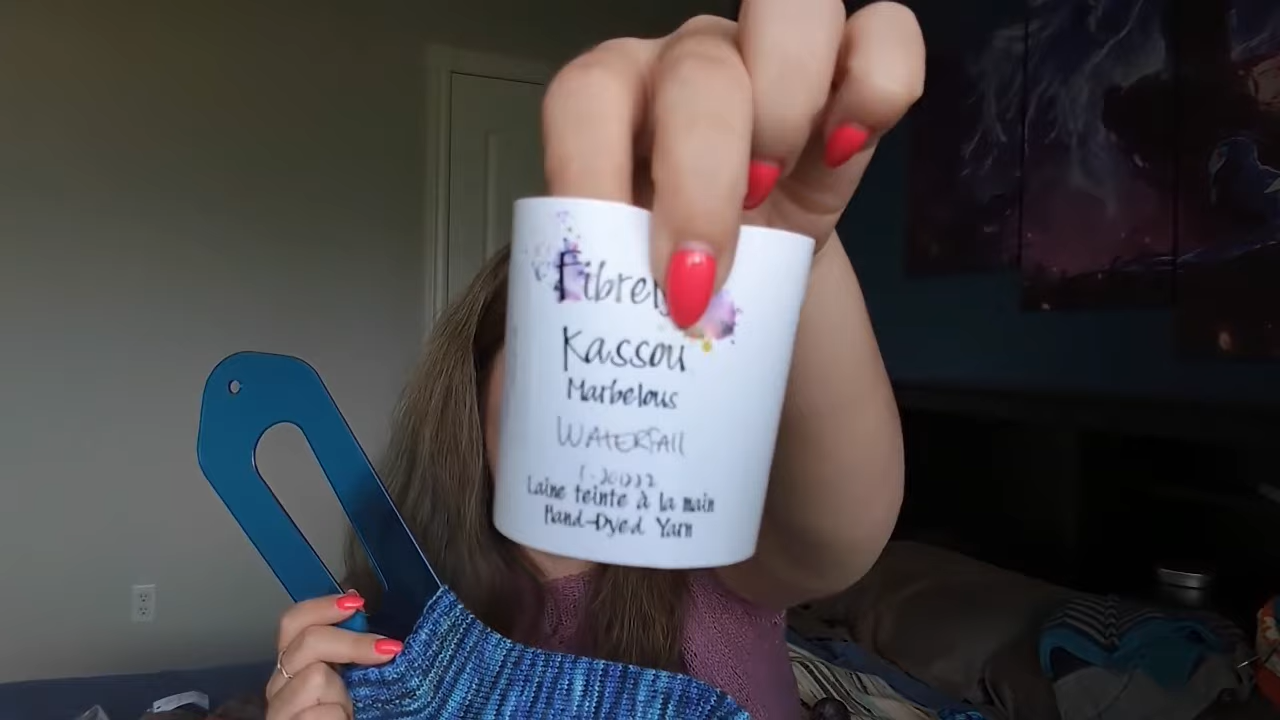 Kassou
Marbelous
WATERFAll
Laine teinte à la main
Hand-Dyed Yarn